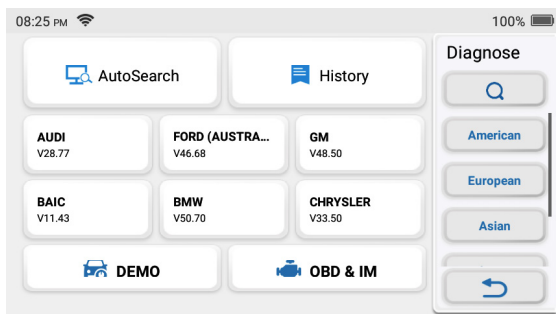 08:25 PM
100%
AutoSearch
History
AUDI
V28.77
FORD (AUSTRA...
V46.68
GM
V48.50
BAIC
V11.43
BMW
V50.70
CHRYSLER
V33.50
DEMO
OBD & IM
Diagnose
American
European
Asian